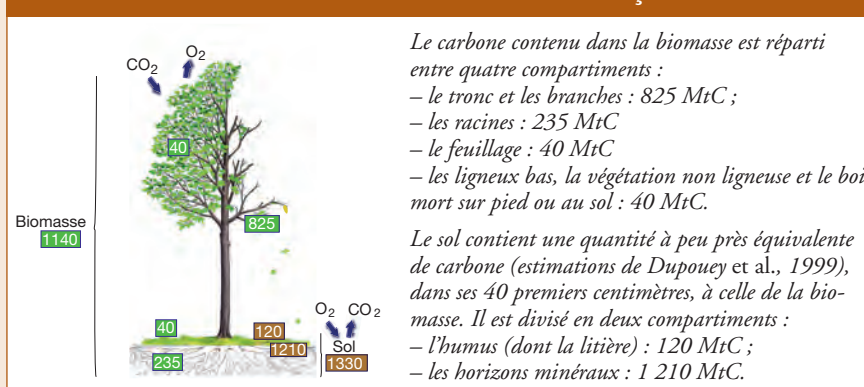 CO2
O2
40
Biomasse
1140
825
40
235
120
1210
O2 CO2
Sol
1330
Le carbone contenu dans la biomasse est réparti
entre quatre compartiments :
– le tronc et les branches : 825 MtC ;
– les racines : 235 MtC
– le feuillage : 40 MtC
– les ligneux bas, la végétation non ligneuse et le boi
mort sur pied ou au sol : 40 MtC.
Le sol contient une quantité à peu près équivalente
de carbone (estimations de Dupouey et al., 1999),
dans ses 40 premiers centimètres, à celle de la bio-
masse. Il est divisé en deux compartiments :
– l’humus (dont la litière) : 120 MtC ;
– les horizons minéraux : 1 210 MtC.